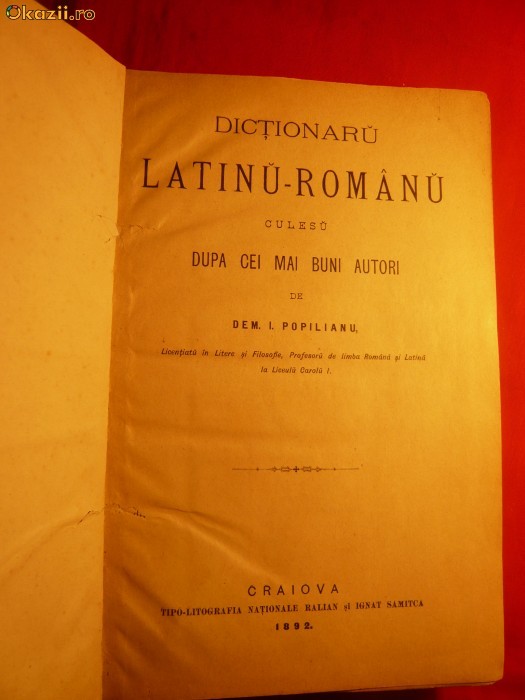 Okazii.ro
DICȚIONARŬ
LATINŬ-ROMÂNŬ
CULESŬ
DUPA CEI MAI BUNI AUTORI
DE
DEM. I. POPILIANU,
Licențiatŭ în Litere și Filosofie, Profesorŭ de limba Română și Latină
la Liceulŭ Carolŭ I.
CRAIOVA
TIPO-LITOGRAFIA NAȚIONALE RALIAN și IGNAT SAMITCA
1892.